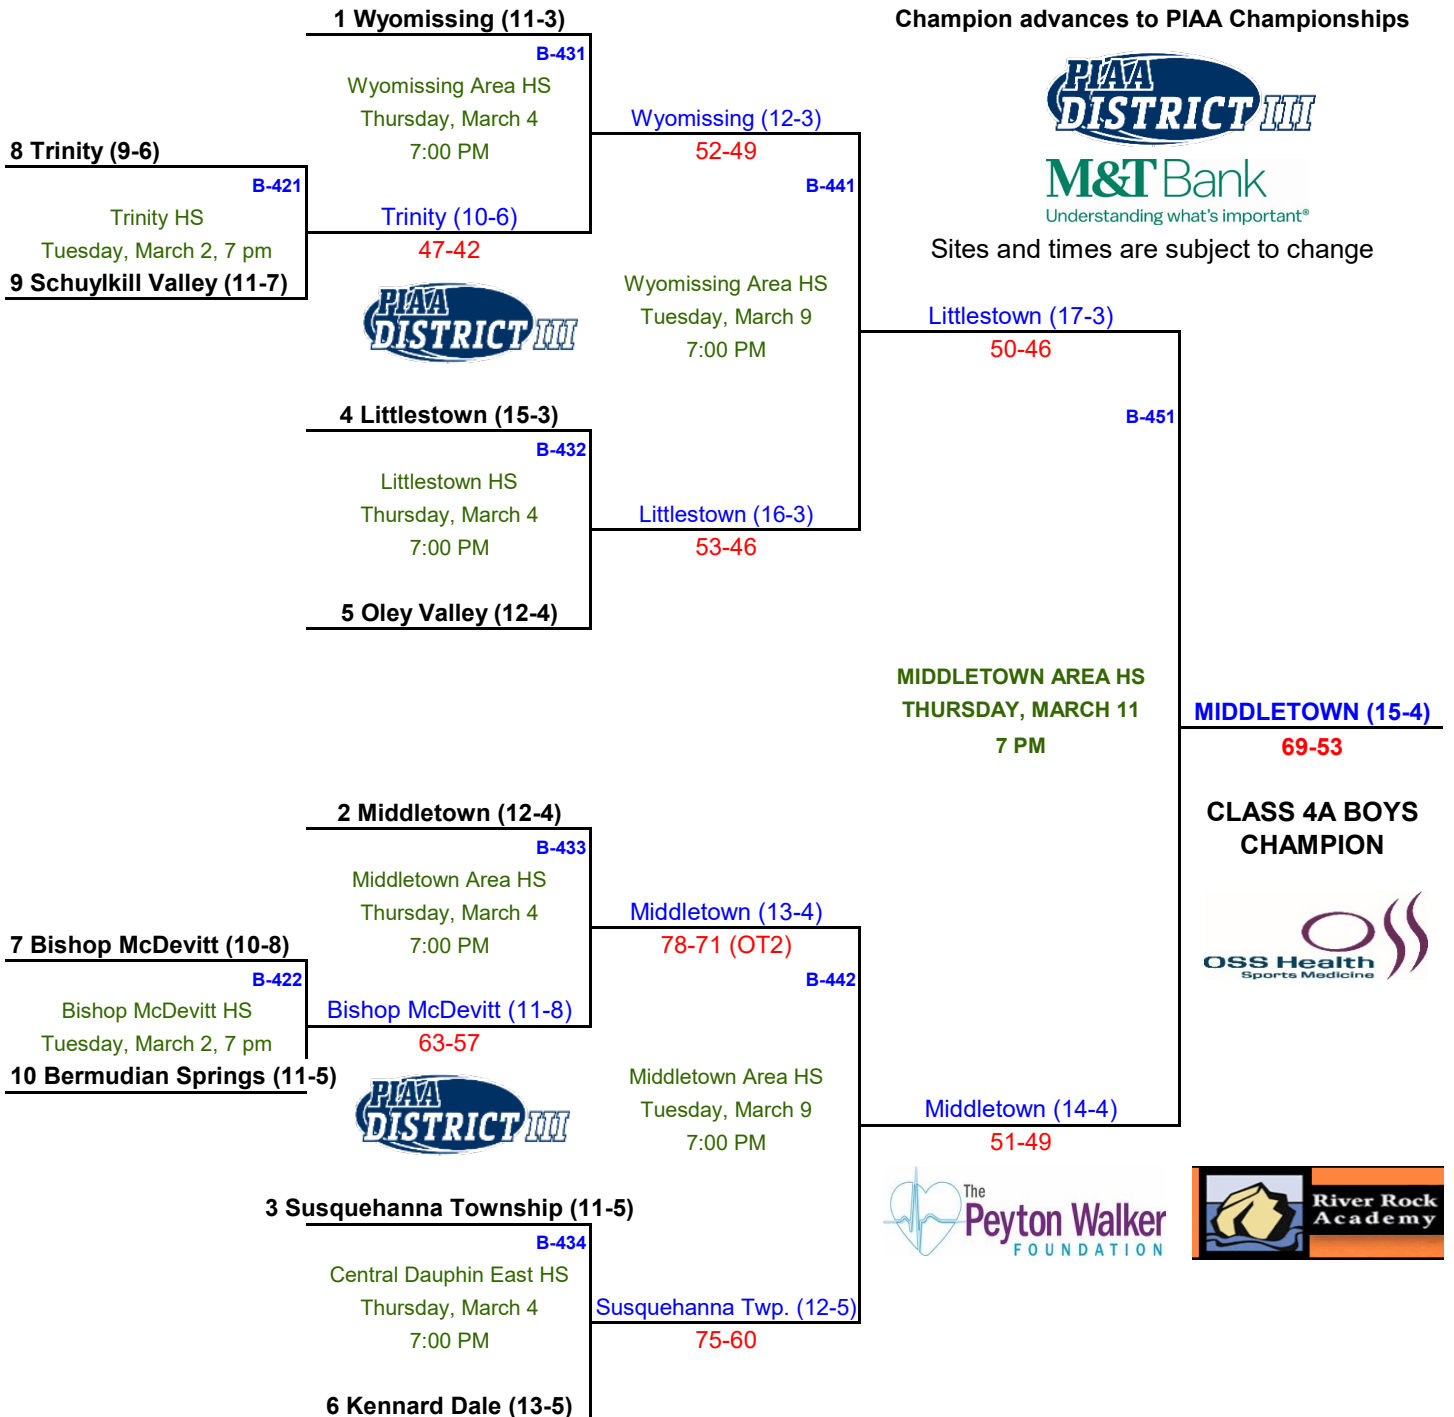 1 Wyomissing (11-3)
Champion advances to PIAA Championships
B-431
Wyomissing Area HS
Thursday, March 4
7:00 PM
PIAA
DISTRICT III
M&T Bank
Understanding what's important®
Sites and times are subject to change
8 Trinity (9-6)
B-421
Trinity HS
Tuesday, March 2, 7 pm
9 Schuylkill Valley (11-7)
Trinity (10-6)
47-42
Wyomissing (12-3)
52-49
B-441
Wyomissing Area HS
Tuesday, March 9
7:00 PM
PIAA
DISTRICT III
Littlestown (17-3)
50-46
4 Littlestown (15-3)
B-432
Littlestown HS
Thursday, March 4
7:00 PM
5 Oley Valley (12-4)
Littlestown (16-3)
53-46
B-451
MIDDLETOWN AREA HS
THURSDAY, MARCH 11
7 PM
MIDDLETOWN (15-4)
69-53
CLASS 4A BOYS
CHAMPION
OSS Health
Sports Medicine
2 Middletown (12-4)
B-433
Middletown Area HS
Thursday, March 4
7:00 PM
7 Bishop McDevitt (10-8)
B-422
Bishop McDevitt HS
Tuesday, March 2, 7 pm
10 Bermudian Springs (11-5)
Bishop McDevitt (11-8)
63-57
Middletown (13-4)
78-71 (OT2)
B-442
Middletown Area HS
Tuesday, March 9
7:00 PM
PIAA
DISTRICT III
Middletown (14-4)
51-49
The
Peyton Walker
FOUNDATION
River Rock
Academy
3 Susquehanna Township (11-5)
B-434
Central Dauphin East HS
Thursday, March 4
7:00 PM
Susquehanna Twp. (12-5)
75-60
6 Kennard Dale (13-5)